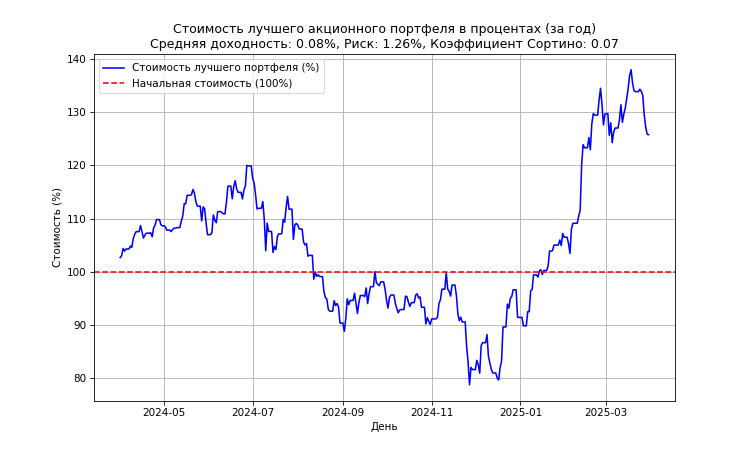 Стоимость лучшего акционного портфеля в процентах (за год)
Средняя доходность: 0.08%, Риск: 1.26%, Коэффициент Сортино: 0.07
Стоимость лучшего портфеля (%)
Начальная стоимость (100%)
Стоимость (%)
140
130
120
110
100
90
80
2024-05
2024-07
2024-09
2024-11
2025-01
2025-03
День